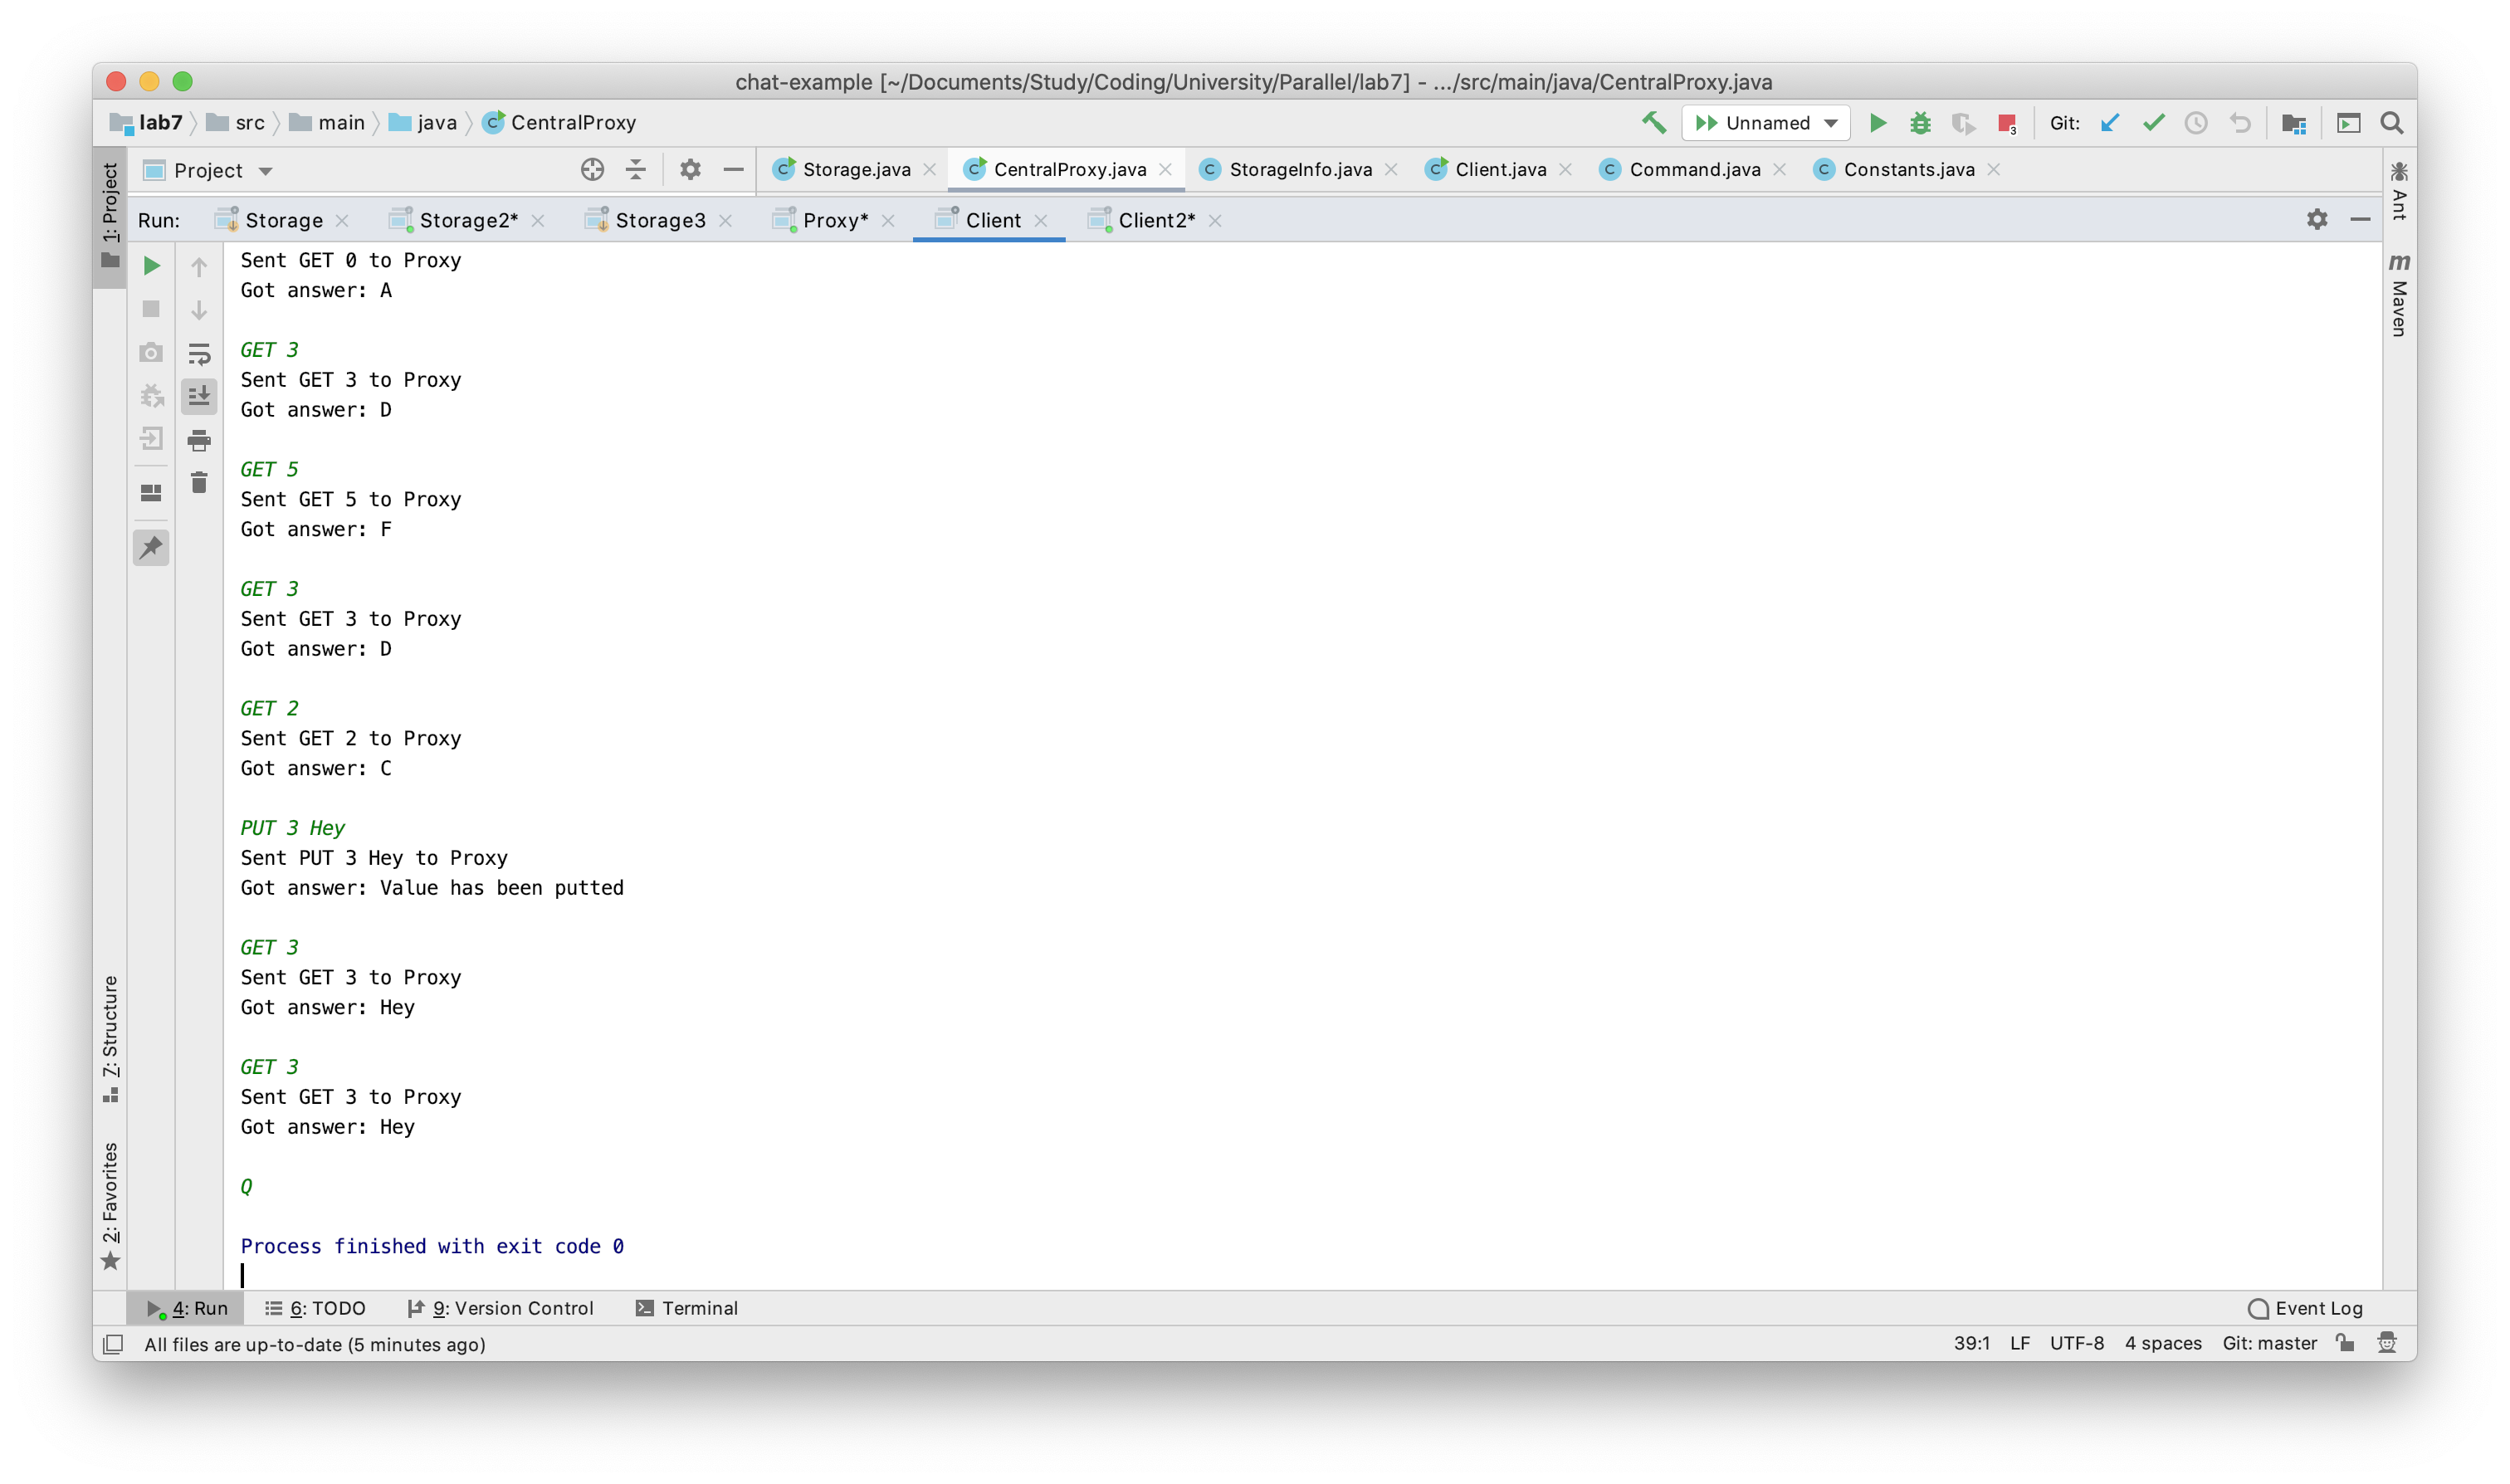 chat-example [~/Documents/Study/Coding/University/Parallel/lab7] - .../src/main/java/CentralProxy.java
lab7 src main java CentralProxy Unnamed 3 Git:
1: Project
Project Storage.java CentralProxy.java StorageInfo.java Client.java Command.java Constants.java
Ant
Run: Storage Storage2* Storage3 Proxy* Client Client2*
m Maven
Sent GET 0 to Proxy
Got answer: A
GET 3
Sent GET 3 to Proxy
Got answer: D
GET 5
Sent GET 5 to Proxy
Got answer: F
GET 3
Sent GET 3 to Proxy
Got answer: D
GET 2
Sent GET 2 to Proxy
Got answer: C
PUT 3 Hey
Sent PUT 3 Hey to Proxy
Got answer: Value has been putted
GET 3
Sent GET 3 to Proxy
Got answer: Hey
GET 3
Sent GET 3 to Proxy
Got answer: Hey
Q
Process finished with exit code 0
7: Structure
2: Favorites
4: Run 6: TODO 9: Version Control Terminal Event Log
All files are up-to-date (5 minutes ago) 39:1 LF UTF-8 4 spaces Git: master